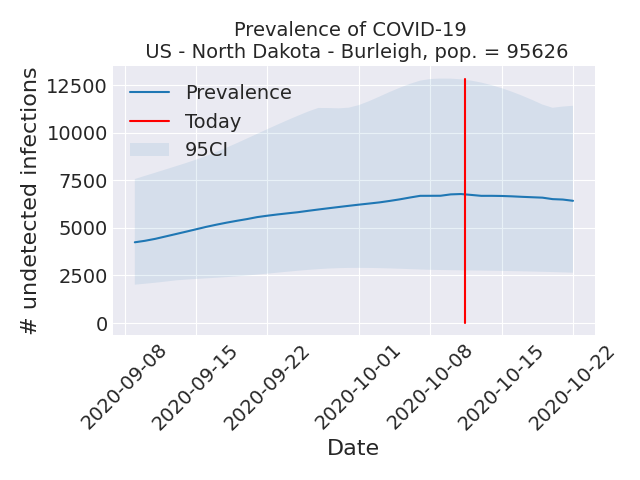 Prevalence of COVID-19
US - North Dakota - Burleigh, pop. = 95626
# undetected infections
12500
10000
7500
5000
2500
0
Prevalence
Today
95CI
2020-09-08
2020-09-15
2020-09-22
2020-10-01
2020-10-08
2020-10-15
2020-10-22
Date